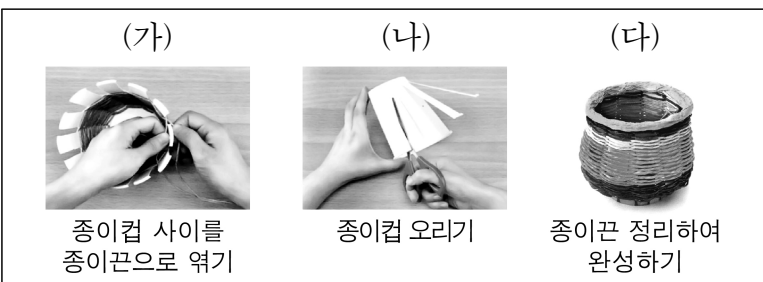 (가)
(나)
(다)
종이컵 사이를
종이끈으로 엮기
종이컵 오리기
종이끈 정리하여
완성하기